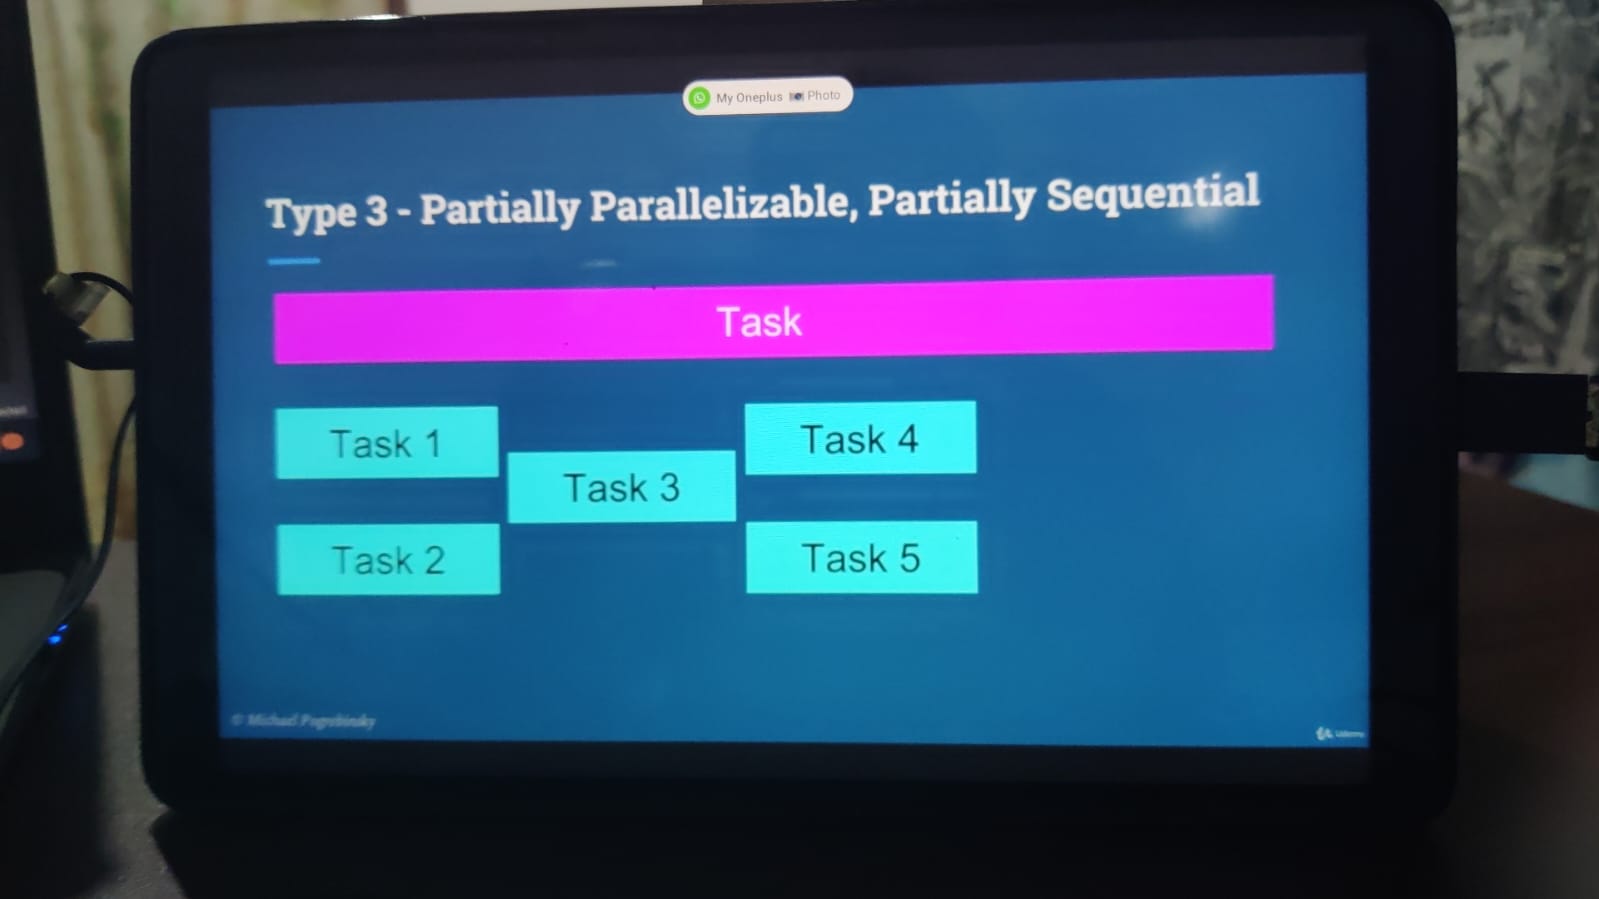 My Oneplus Photo
Type 3 - Partially Parallelizable, Partially Sequential
Task
Task 1
Task 4
Task 3
Task 2
Task 5
© Michael Pogrebinsky
Udemy